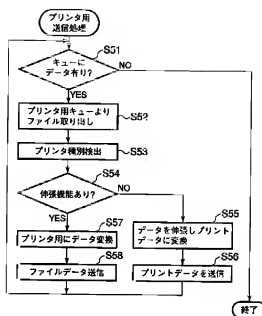 プリンタ用
送信処理
S51
キューに
データ有り?
NO
YES
プリンタ用キューより
ファイル取り出し
S52
プリンタ種別検出
S53
S54
伸張機能あり?
NO
YES
S57
プリンタ用にデータ変換
S58
ファイルデータ送信
S55
データを伸張しプリント
データに変換
S56
プリントデータを送信
終了